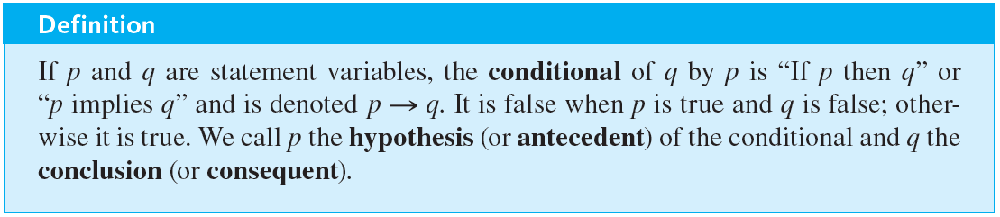 Definition
If p and q are statement variables, the conditional of q by p is “If p then q” or
“p implies q” and is denoted p → q. It is false when p is true and q is false; other-
wise it is true. We call p the hypothesis (or antecedent) of the conditional and q the
conclusion (or consequent).